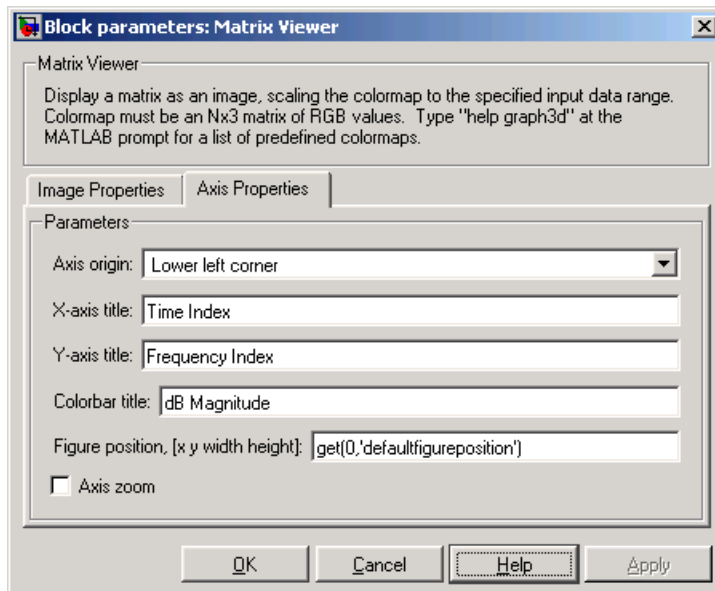 Block parameters: Matrix Viewer
Matrix Viewer
Display a matrix as an image, scaling the colormap to the specified input data range.
Colormap must be an Nx3 matrix of RGB values.  Type "help graph3d" at the
MATLAB prompt for a list of predefined colormaps.
Image Properties Axis Properties
Parameters
Axis origin: Lower left corner
X-axis title: Time Index
Y-axis title: Frequency Index
Colorbar title: dB Magnitude
Figure position, [x y width height]: get(0,'defaultfigureposition')
Axis zoom
OK Cancel Help Apply